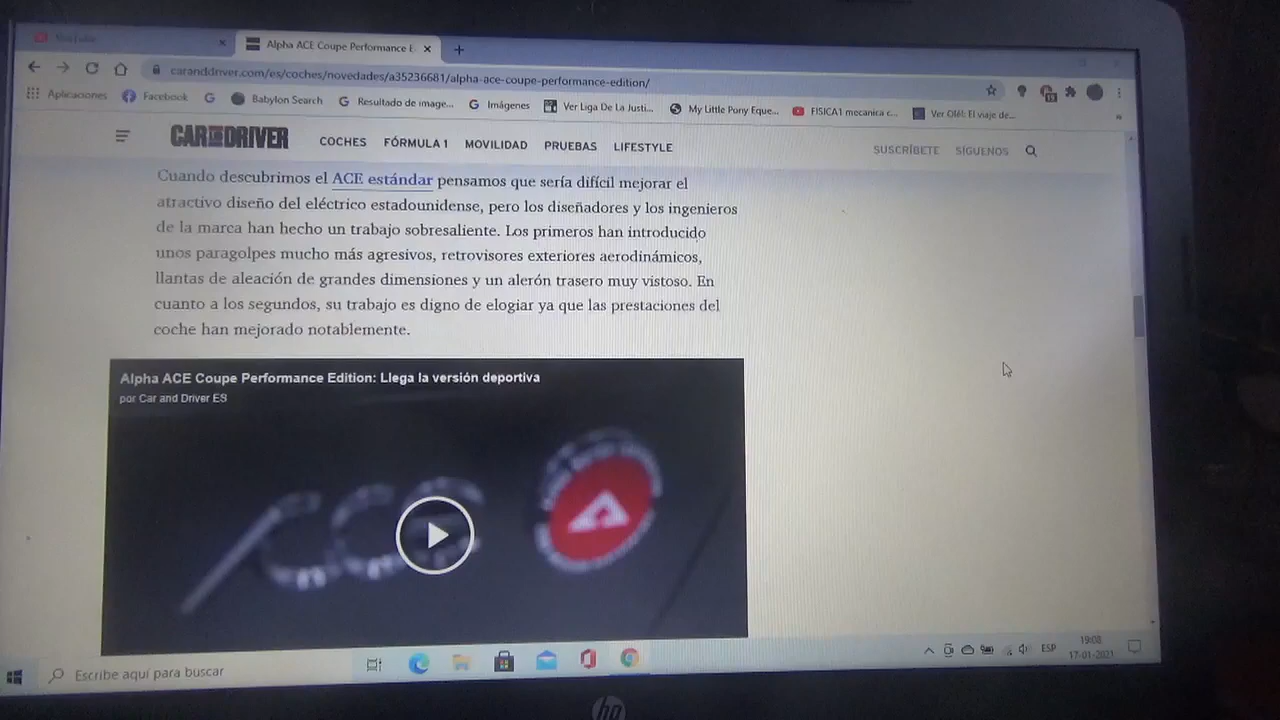 YouTube
Alpha ACE Coupe Performance E
caranddriver.com/es/coches/novedades/a35236681/alpha-ace-coupe-performance-edition/
Aplicaciones Facebook Babylon Search Resultado de image... Imágenes Ver Liga De La Justi... My Little Pony Eque... FISICA1 mecanica c... Ver Olé!: El viaje de...
CAR AND DRIVER COCHES FÓRMULA 1 MOVILIDAD PRUEBAS LIFESTYLE SUSCRÍBETE SÍGUENOS
Cuando descubrimos el ACE estándar pensamos que sería difícil mejorar el
atractivo diseño del eléctrico estadounidense, pero los diseñadores y los ingenieros
de la marca han hecho un trabajo sobresaliente. Los primeros han introducido
unos paragolpes mucho más agresivos, retrovisores exteriores aerodinámicos,
llantas de aleación de grandes dimensiones y un alerón trasero muy vistoso. En
cuanto a los segundos, su trabajo es digno de elogiar ya que las prestaciones del
coche han mejorado notablemente.
Alpha ACE Coupe Performance Edition: Llega la versión deportiva
por Car and Driver ES
Escribe aquí para buscar
ESP
19:08
17-01-2021
hp